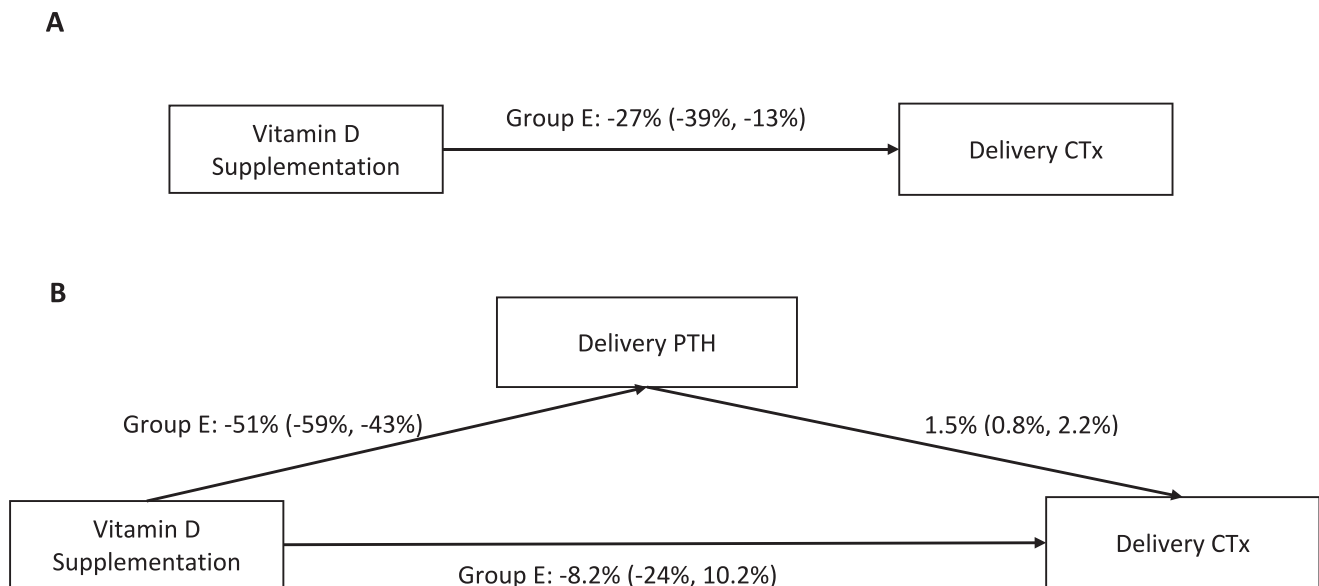 A
Group E: -27% (-39%, -13%)
Vitamin D
Supplementation
Delivery CTx
B
Delivery PTH
Group E: -51% (-59%, -43%)
1.5% (0.8%, 2.2%)
Vitamin D
Supplementation
Delivery CTx
Group E: -8.2% (-24%, 10.2%)